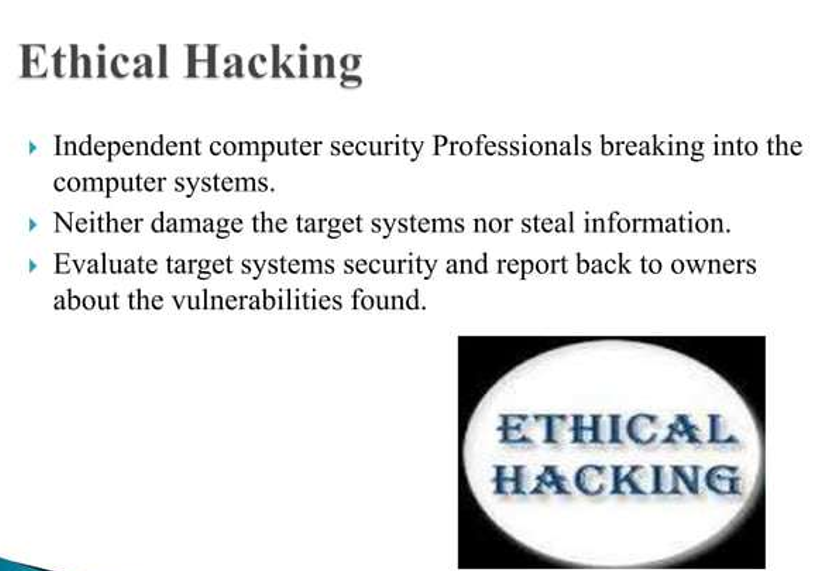 Ethical Hacking
Independent computer security Professionals breaking into the
computer systems.
Neither damage the target systems nor steal information.
Evaluate target systems security and report back to owners
about the vulnerabilities found.
ETHICAL
HACKING